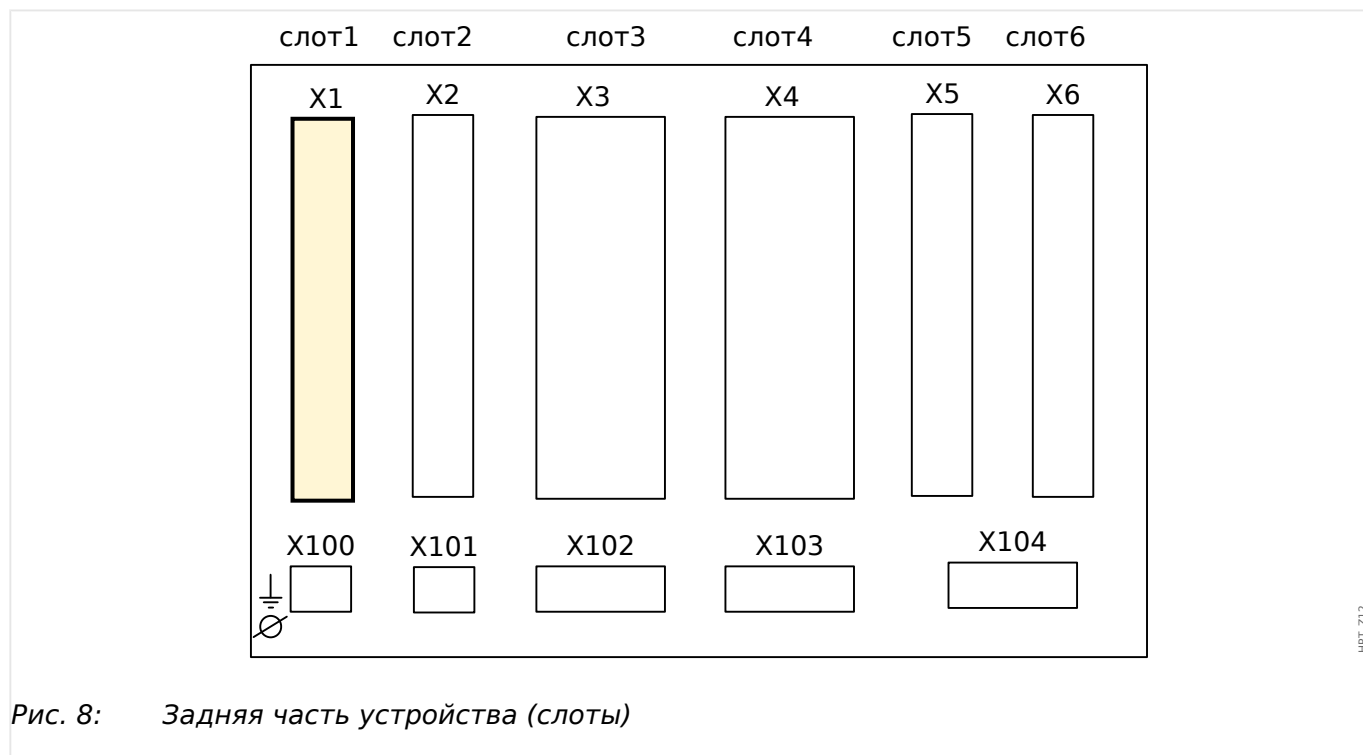 слот1 слот2 слот3 слот4 слот5 слот6
X1 X2 X3 X4 X5 X6
X100 X101 X102 X103 X104
Рис. 8: Задняя часть устройства (слоты)